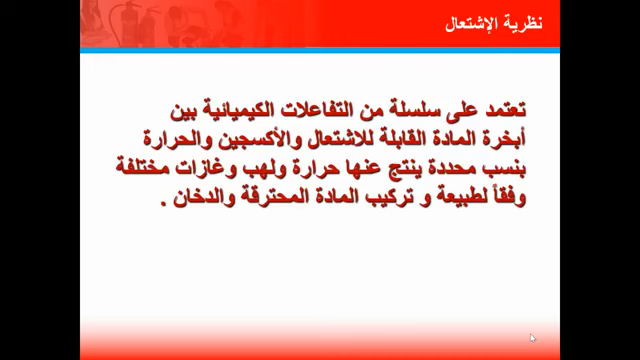 نظرية الإشتعال
تعتمد على سلسلة من التفاعلات الكيميائية بين
أبخرة المادة القابلة للاشتعال والأكسجين والحرارة
بنسب محددة ينتج عنها حرارة ولهب وغازات مختلفة
وفقاً لطبيعة و تركيب المادة المحترقة والدخان .